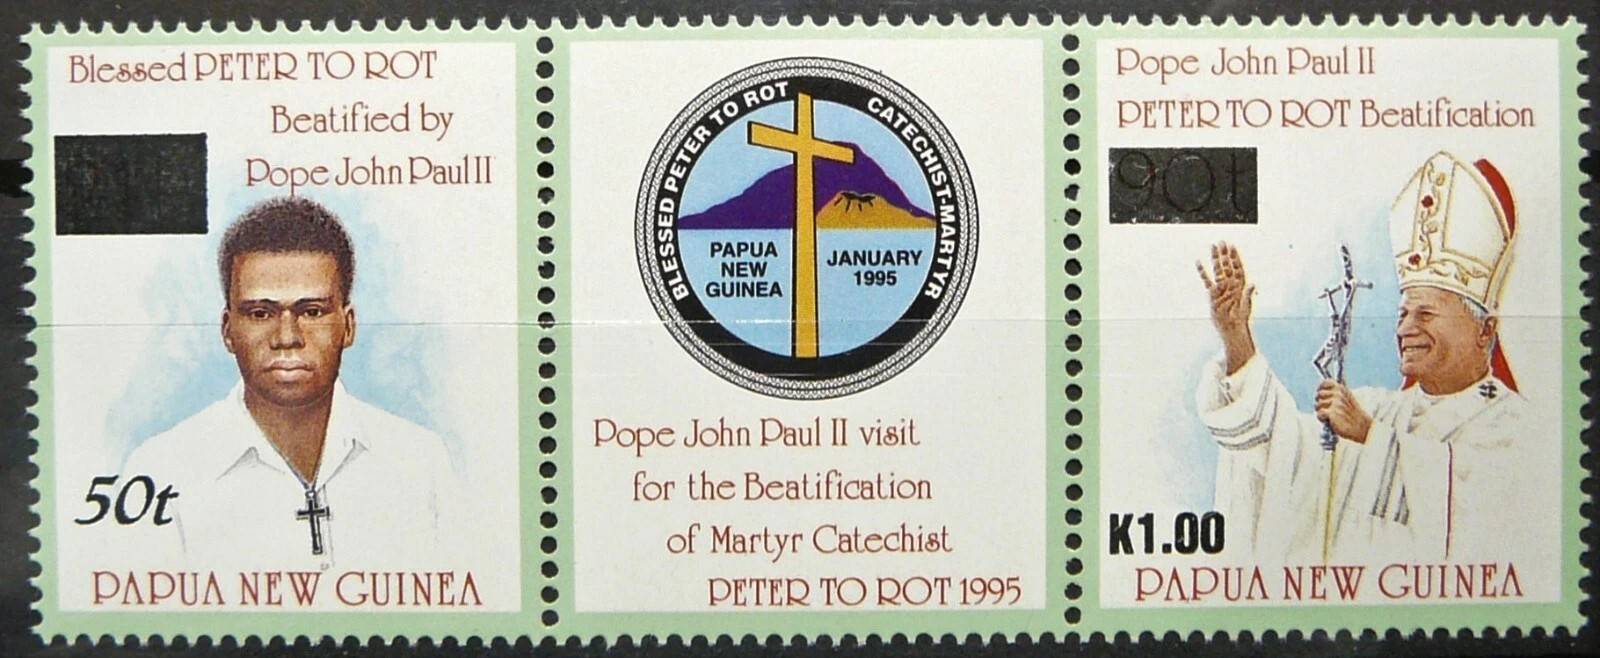 Blessed PETER TO ROT
Beatified by
Pope John Paul II
50t
PAPUA NEW GUINEA
BLESSED PETER TO ROT
CATECHIST-MARTYR
PAPUA
NEW
GUINEA
JANUARY
1995
Pope John Paul II visit
for the Beatification
of Martyr Catechist
PETER TO ROT 1995
Pope John Paul II
PETER TO ROT Beatification
90t
K1.00
PAPUA NEW GUINEA